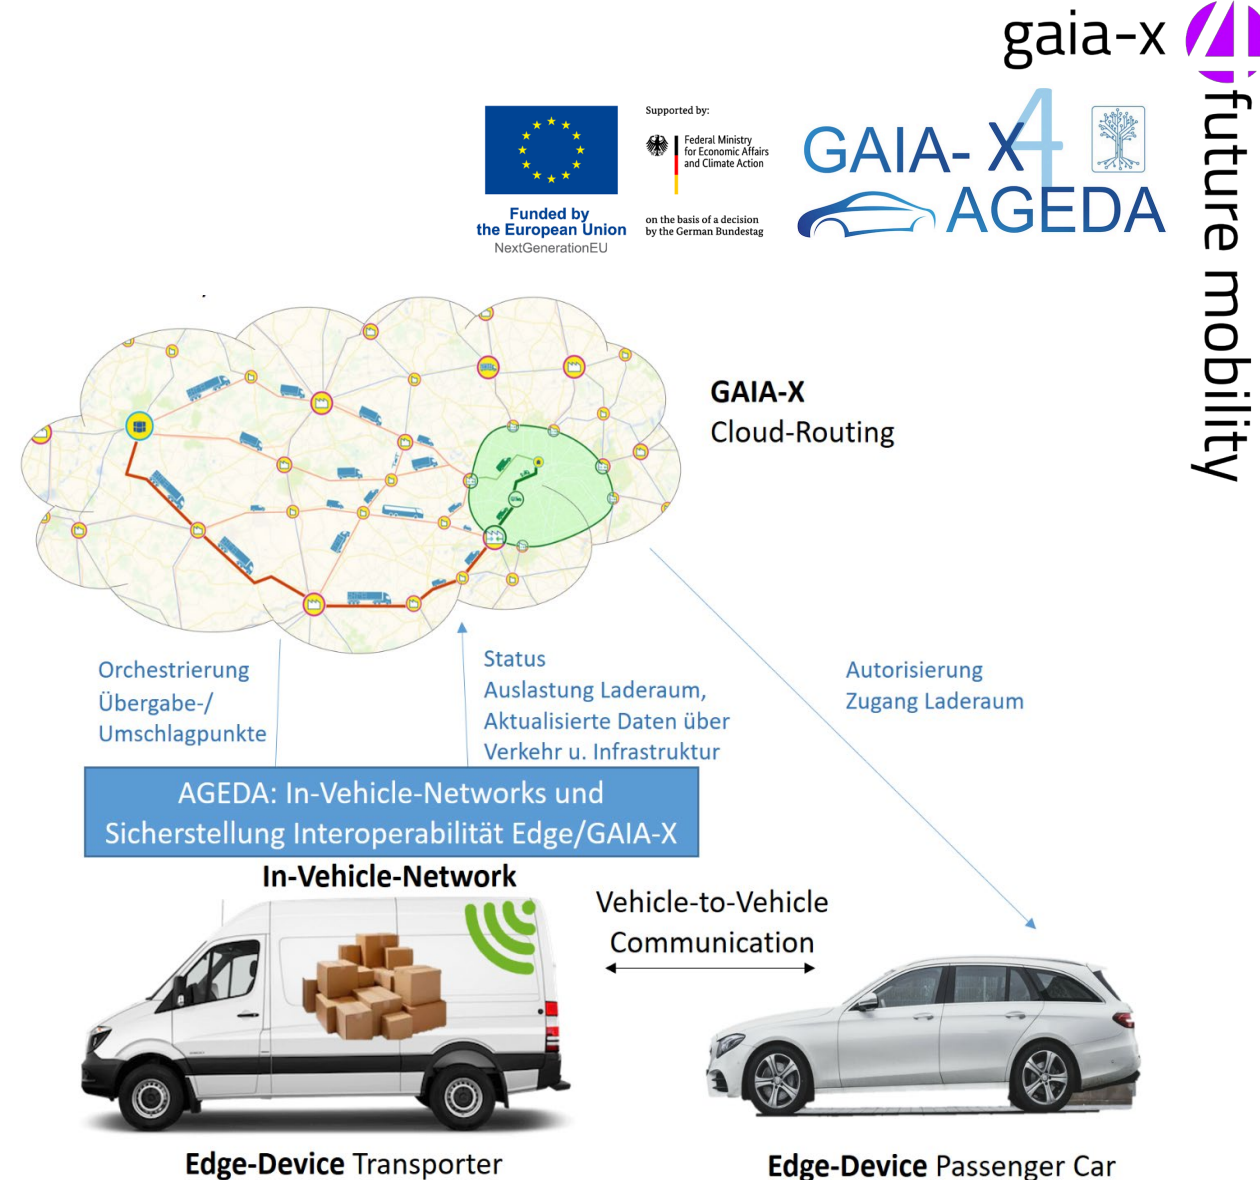 gaia-x 4
future mobility
Supported by:
Federal Ministry
for Economic Affairs
and Climate Action
on the basis of a decision
by the German Bundestag
Funded by
the European Union
NextGenerationEU
GAIA- X 4
AGEDA
GAIA-X
Cloud-Routing
Orchestrierung
Übergabe-/
Umschlagpunkte
Status
Auslastung Laderaum,
Aktualisierte Daten über
Verkehr u. Infrastruktur
Autorisierung
Zugang Laderaum
AGEDA: In-Vehicle-Networks und
Sicherstellung Interoperabilität Edge/GAIA-X
In-Vehicle-Network
Vehicle-to-Vehicle
Communication
Edge-Device Transporter
Edge-Device Passenger Car